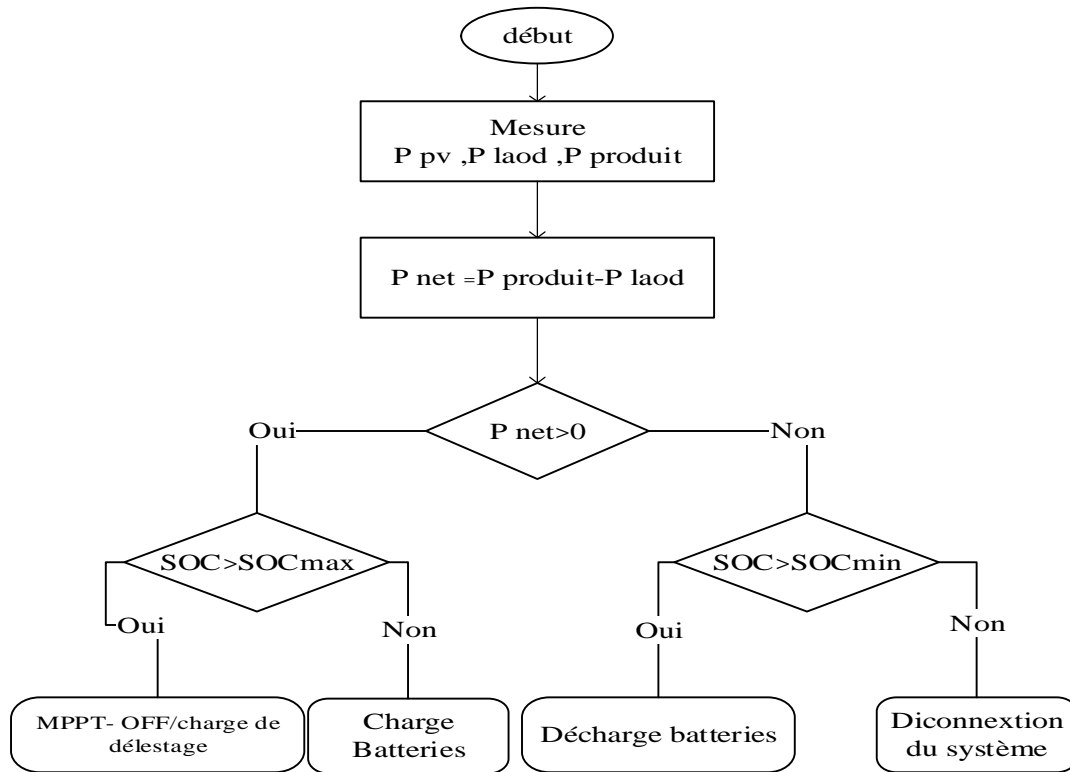 début
Mesure
P pv ,P laod ,P produit
P net =P produit-P laod
Oui
P net>0
Non
SOC>SOCmax
SOC>SOCmin
Oui
Non
Oui
Non
MPPT- OFF/charge de
délestage
Charge
Batteries
Décharge batteries
Diconnextion
du système